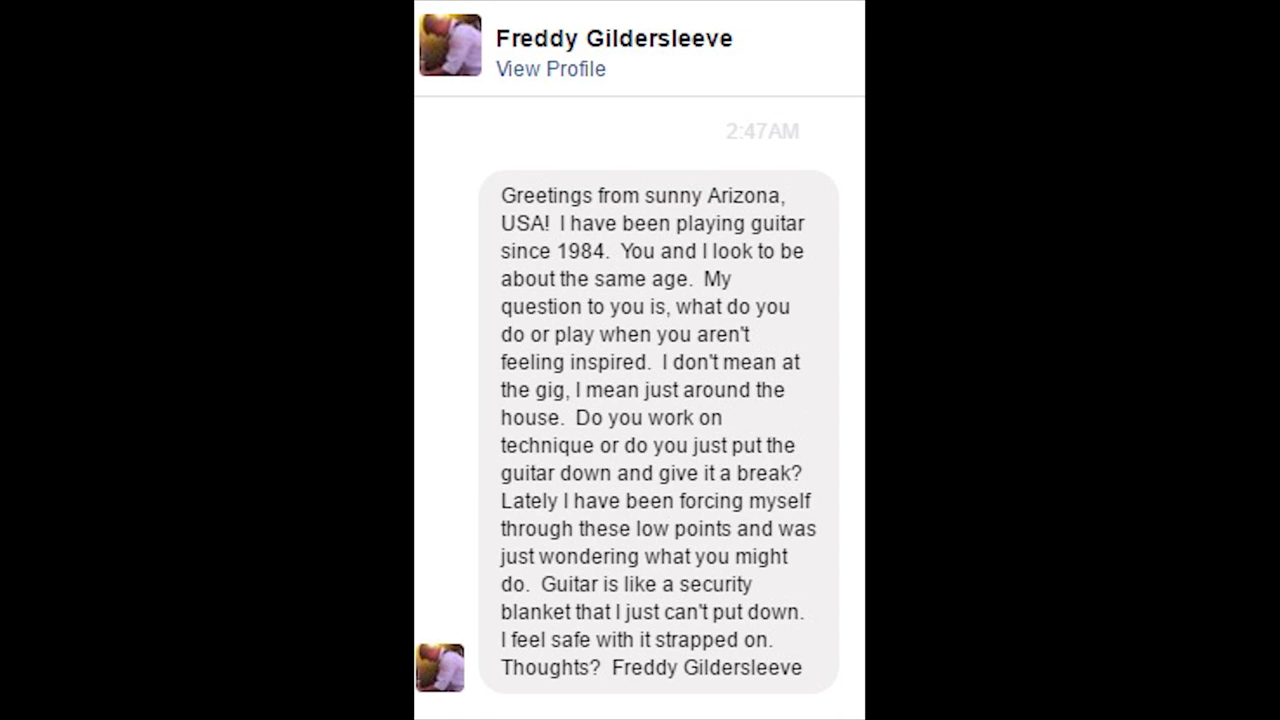 Freddy Gildersleeve
View Profile
2:47AM
Greetings from sunny Arizona,
USA!  I have been playing guitar
since 1984.  You and I look to be
about the same age.  My
question to you is, what do you
do or play when you aren't
feeling inspired.  I don't mean at
the gig, I mean just around the
house.  Do you work on
technique or do you just put the
guitar down and give it a break?
Lately I have been forcing myself
through these low points and was
just wondering what you might
do.  Guitar is like a security
blanket that I just can't put down.
I feel safe with it strapped on.
Thoughts?  Freddy Gildersleeve